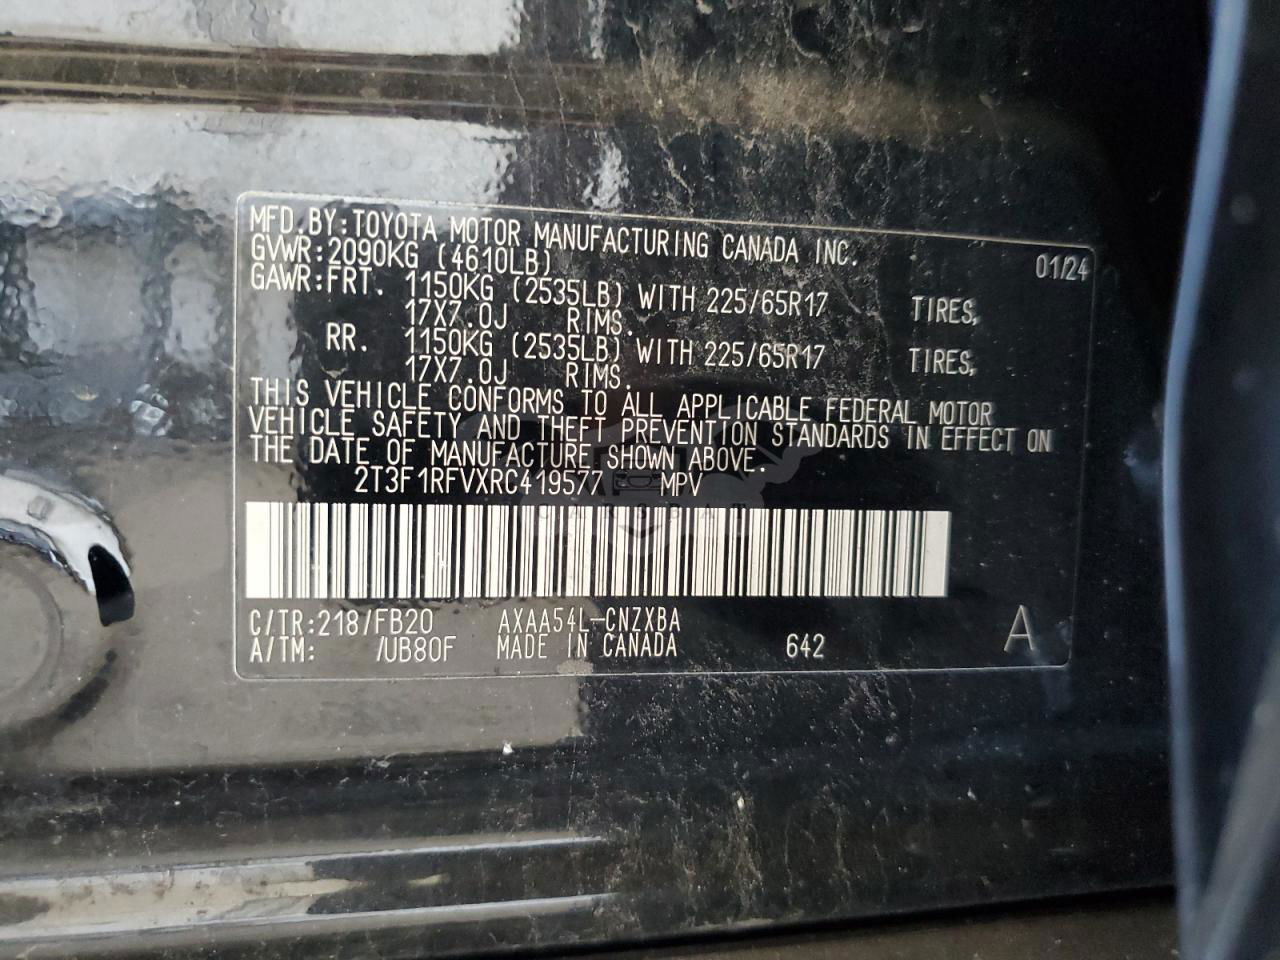 MFD.BY:TOYOTA MOTOR MANUFACTURING CANADA INC.
GVWR:2090KG (4610LB) 01/24
GAWR:FRT. 1150KG (2535LB) WITH 225/65R17 TIRES,
17X7.0J RIMS.
RR. 1150KG (2535LB) WITH 225/65R17 TIRES,
17X7.0J RIMS.
THIS VEHICLE CONFORMS TO ALL APPLICABLE FEDERAL MOTOR
VEHICLE SAFETY AND THEFT PREVENTION STANDARDS IN EFFECT ON
THE DATE OF MANUFACTURE SHOWN ABOVE.
2T3F1RFVXRC419577 MPV
C/TR:218/FB20 AXAA54L-CNZXBA
A/TM: /UB80F MADE IN CANADA 642 A